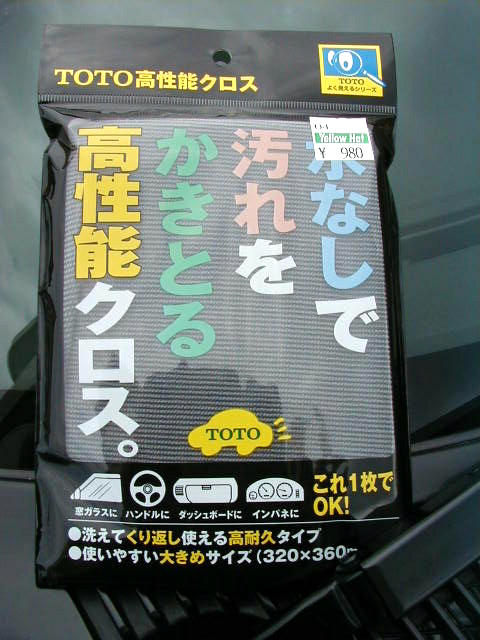 TOTO高性能クロス
TOTO
よく見えるシリーズ
Yellow Hat
¥ 980
水なしで
汚れを
かきとる
高性能クロス。
TOTO
窓ガラスに ハンドルに ダッシュボードに インパネに
これ1枚で
OK!
●洗えてくり返し使える高耐久タイプ
●使いやすい大きめサイズ(320×360m